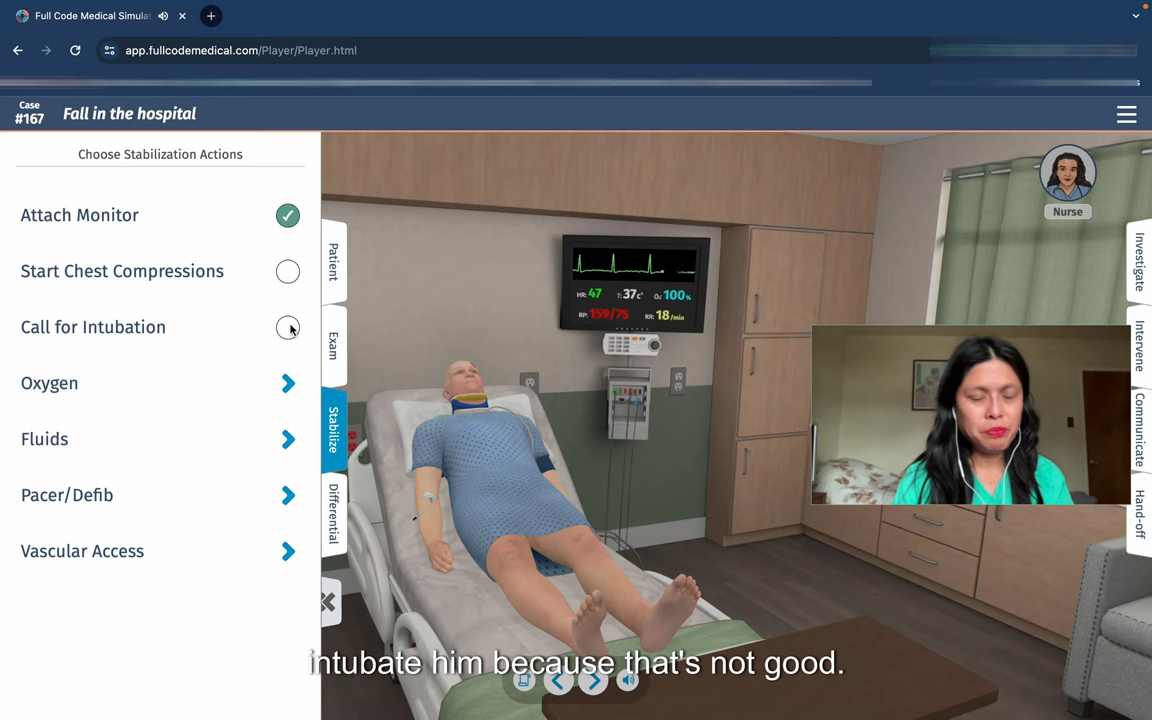 Full Code Medical Simula
app.fullcodemedical.com/Player/Player.html
Case
#167
Fall in the hospital
Choose Stabilization Actions
Attach Monitor
Start Chest Compressions
Call for Intubation
Oxygen
Fluids
Pacer/Defib
Vascular Access
Patient
Exam
Stabilize
Differential
HR: 47
T: 37c°
O₂: 100%
BP: 159/75
RR: 18/min
Nurse
Investigate
Intervene
Communicate
Hand-off
intubate him because that's not good.